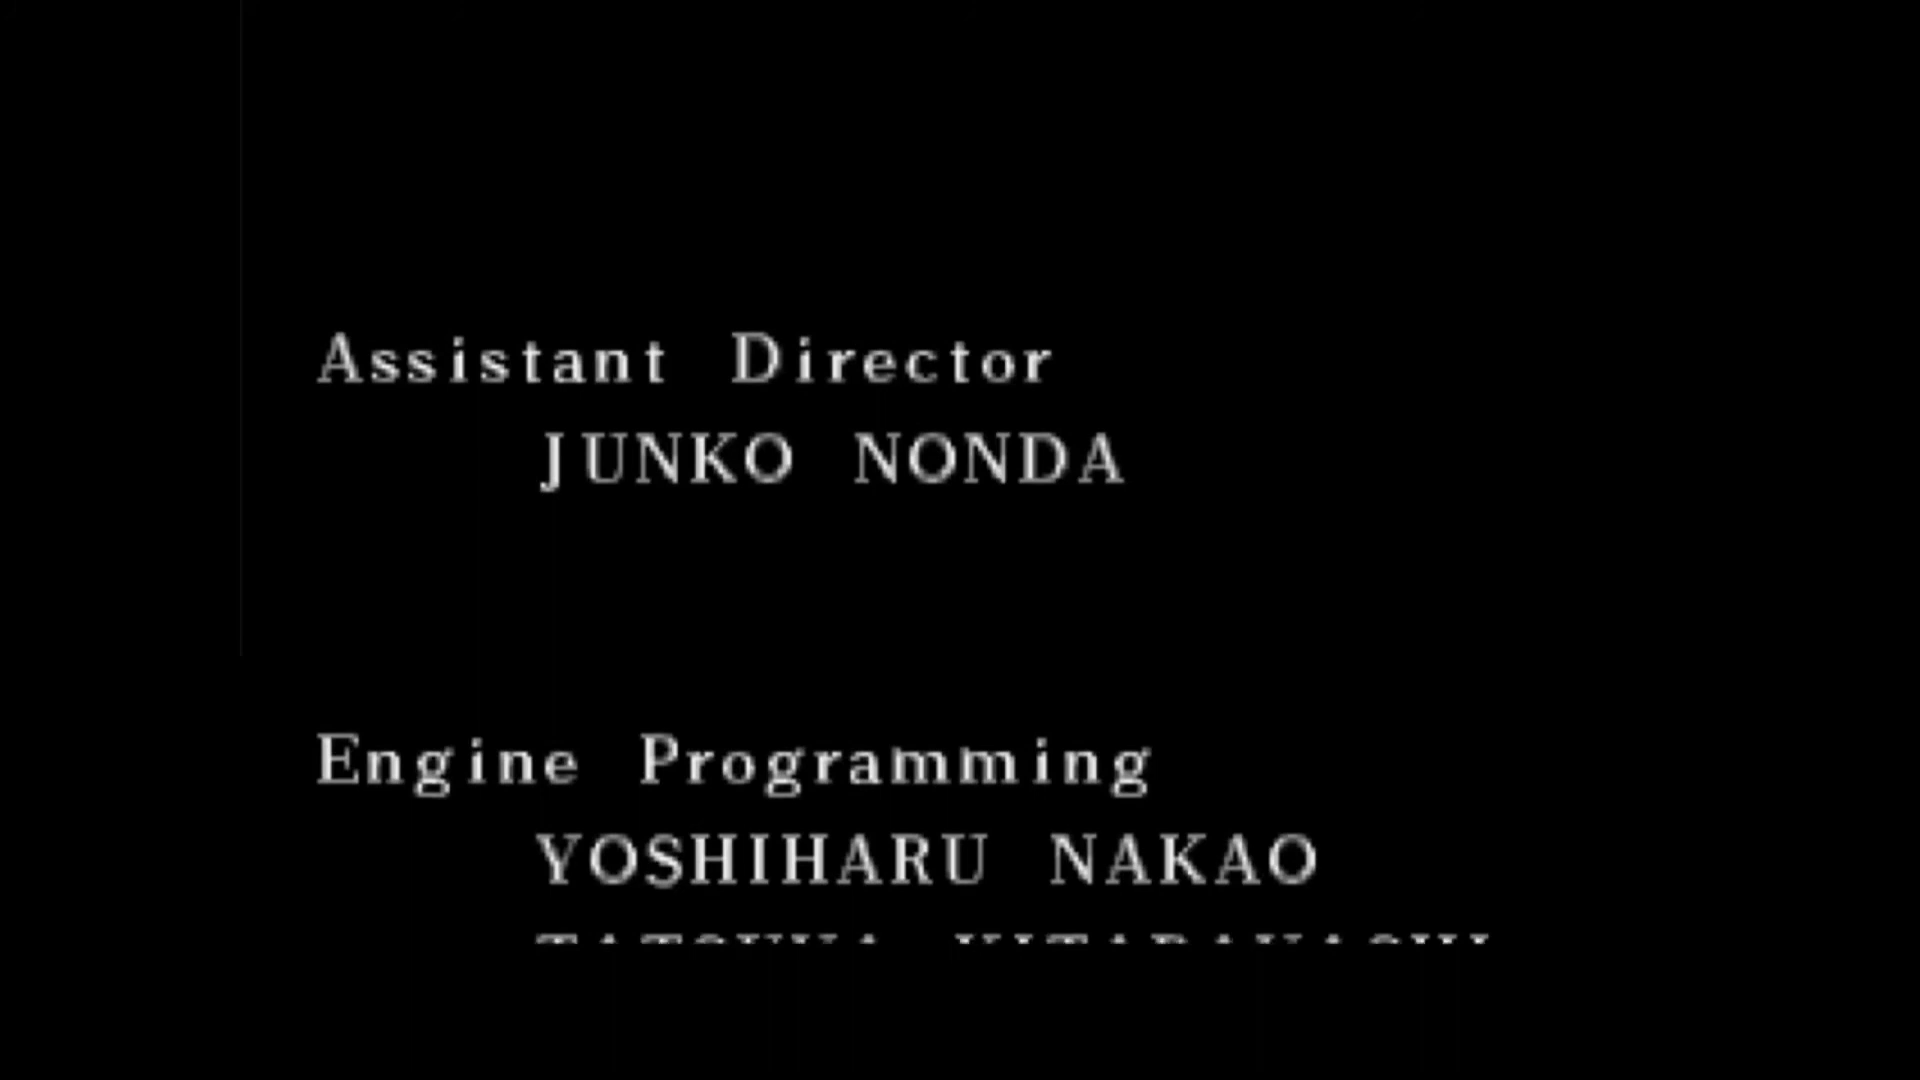 Assistant Director
JUNKO NONDA
Engine Programming
YOSHIHARU NAKAO